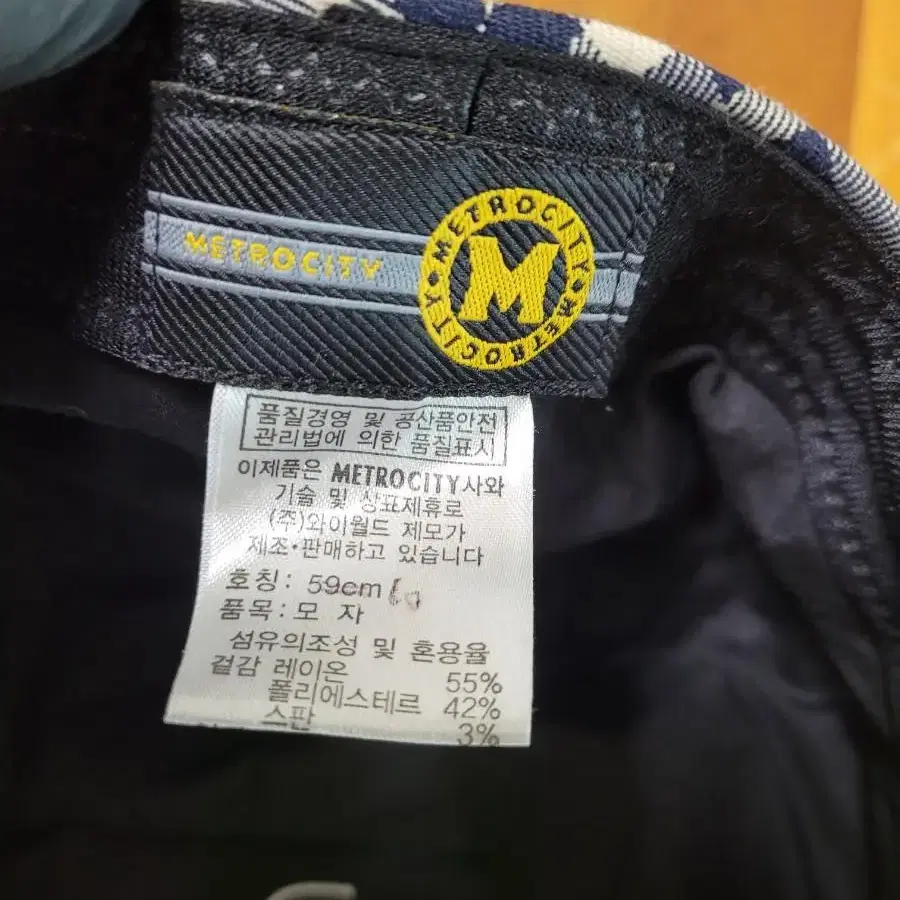 METROCITY
METROCITY • METROCITY •
M
품질경영 및 공산품안전
관리법에 의한 품질표시
이제품은 METROCITY사와
기술 및 상표제휴로
(주)와이월드 제모가
제조·판매하고 있습니다
호칭: 59cm 60
품목: 모 자
섬유의조성 및 혼용율
겉감 레이온 55%
폴리에스테르 42%
스판 3%